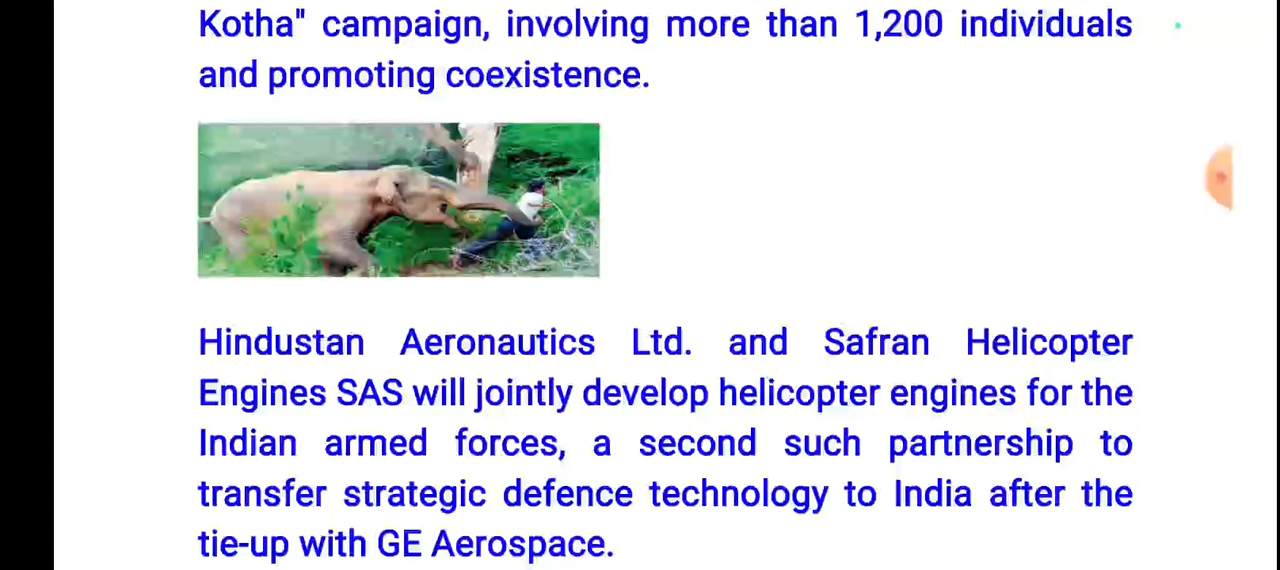 Kotha" campaign, involving more than 1,200 individuals
and promoting coexistence.
Hindustan Aeronautics Ltd. and Safran Helicopter
Engines SAS will jointly develop helicopter engines for the
Indian armed forces, a second such partnership to
transfer strategic defence technology to India after the
tie-up with GE Aerospace.